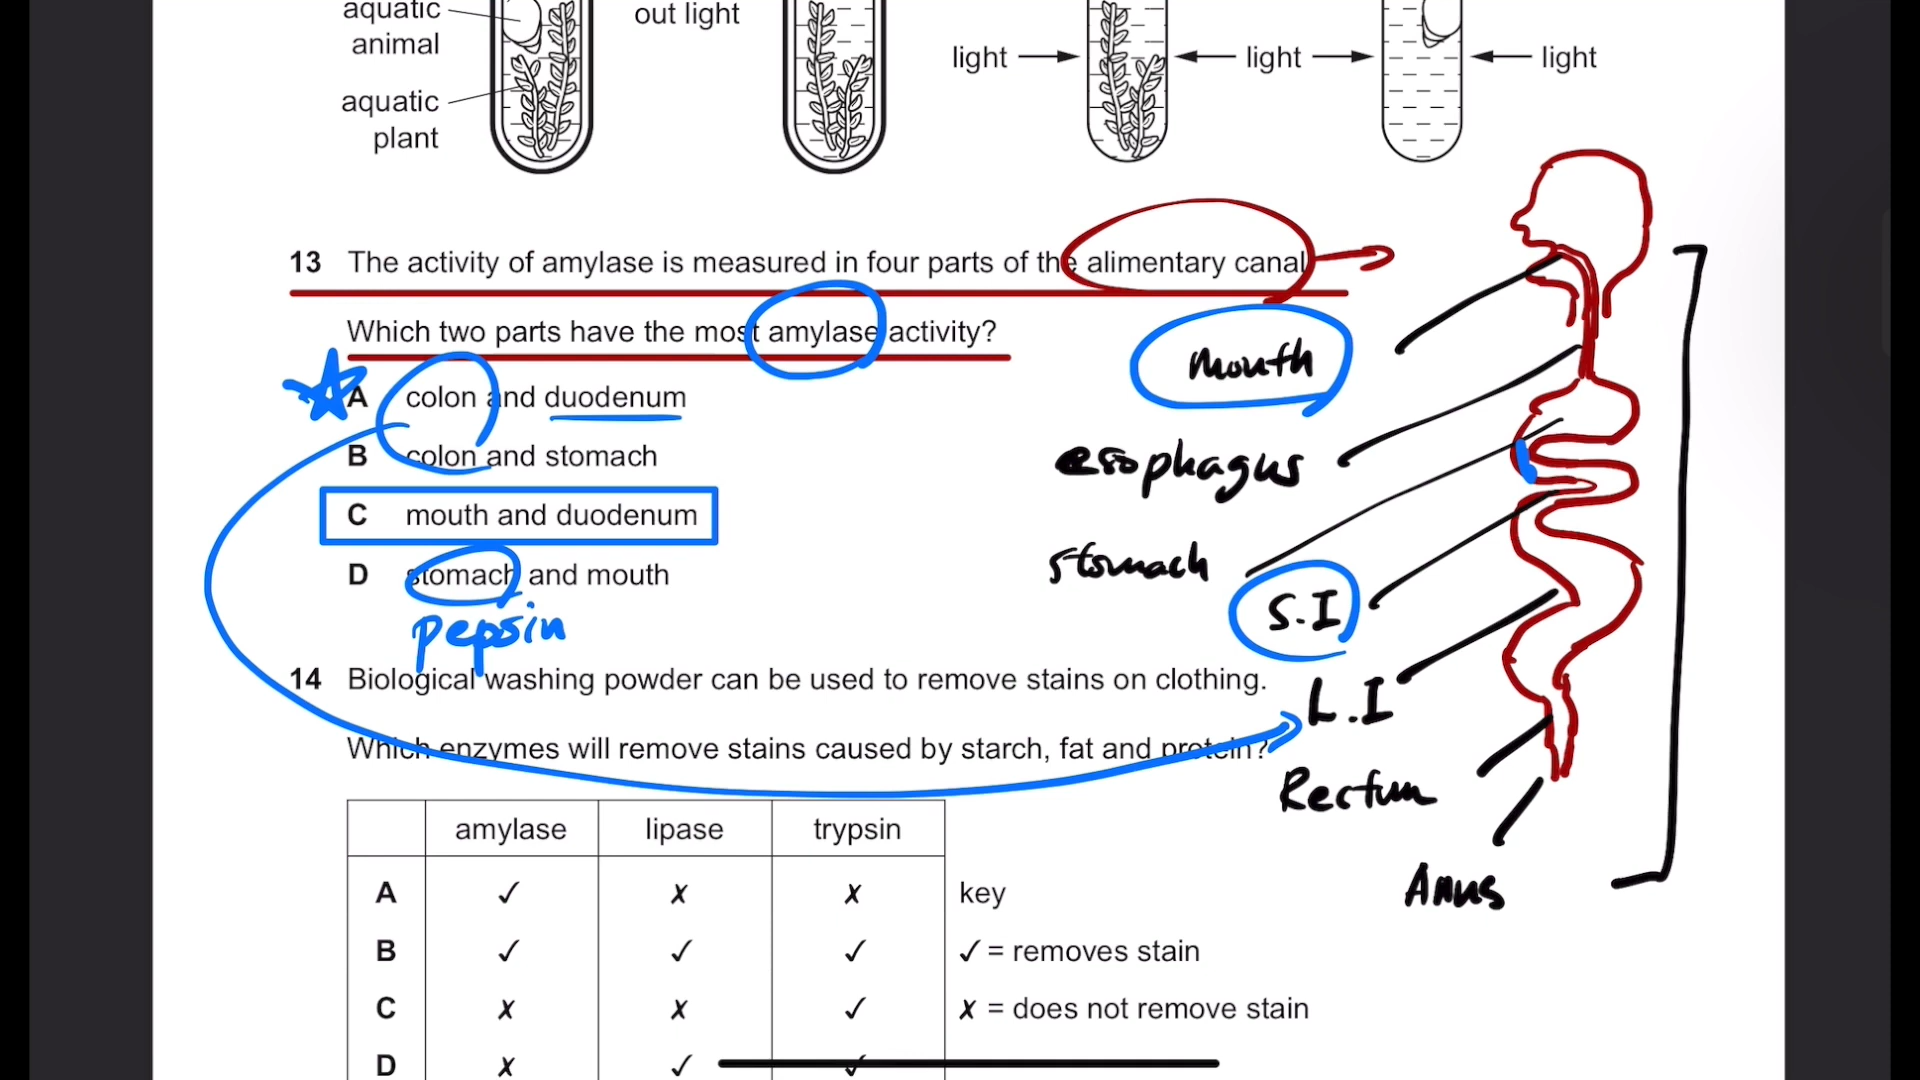 aquatic
animal
out light
aquatic
plant
light
light
light
13 The activity of amylase is measured in four parts of the alimentary canal.
Which two parts have the most amylase activity?
mouth
A colon and duodenum
B colon and stomach
esophagus
C mouth and duodenum
stomach
D stomach and mouth
S.I
pepsin
14 Biological washing powder can be used to remove stains on clothing.
L.I
Which enzymes will remove stains caused by starch, fat and protein?
Rectum
amylase lipase trypsin
Anus
A ✓ ✗ ✗ key
B ✓ ✓ ✓ ✓ = removes stain
C ✗ ✗ ✓ ✗ = does not remove stain
D ✗ ✓ ✓